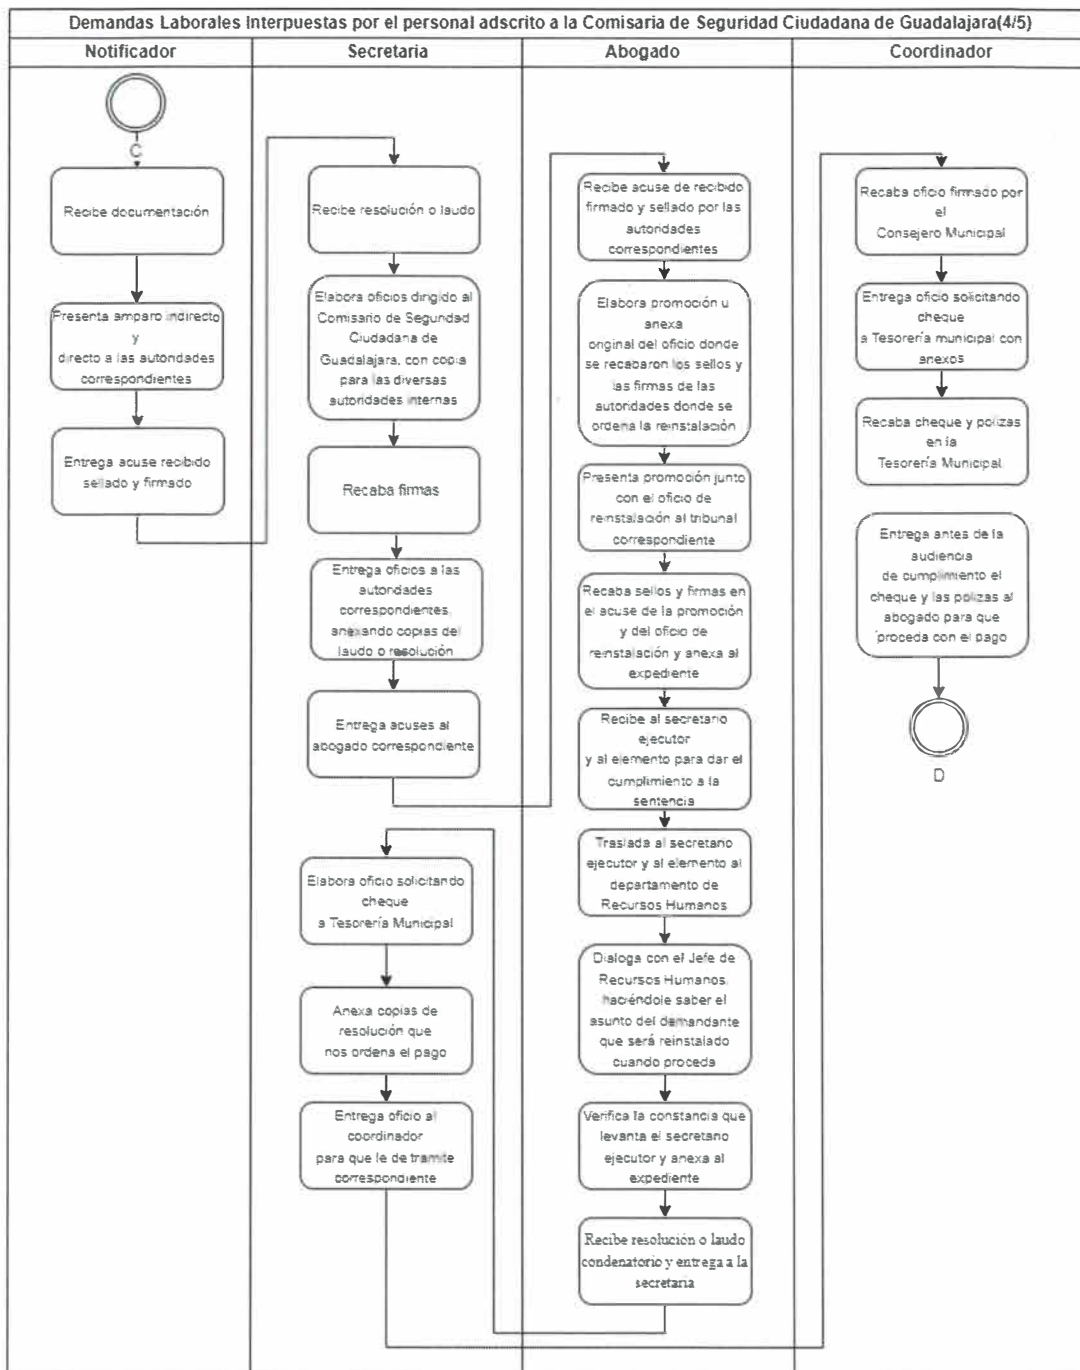 Demandas Laborales Interpuestas por el personal adscrito a la Comisaria de Seguridad Ciudadana de Guadalajara(4/5)
Notificador
Secretaria
Abogado
Coordinador
C
Recibe documentación
Presenta amparo indirecto
y
directo a las autoridades
correspondientes
Entrega acuse recibido
sellado y firmado
Recibe resolución o laudo
Elabora oficios dirigido al
Comisario de Seguridad
Ciudadana de
Guadalajara, con copia
para las diversas
autoridades internas
Recaba firmas
Entrega oficios a las
autoridades
correspondientes
anexando copias del
laudo o resolución
Entrega acuses al
abogado correspondiente
Elabora oficio solicitando
cheque
a Tesorería Municipal
Anexa copias de
resolución que
nos ordena el pago
Entrega oficio al
coordinador
para que le de tramite
correspondiente
Recibe acuse de recibido
firmado y sellado por las
autoridades
correspondientes
Elabora promoción u
anexa
original del oficio donde
se recabaron los sellos y
las firmas de las
autoridades donde se
ordena la reinstalación
Presenta promoción junto
con el oficio de
reinstalación al tribunal
correspondiente
Recaba sellos y firmas en
el acuse de la promoción
y del oficio de
reinstalación y anexa al
expediente
Recibe al secretario
ejecutor
y al elemento para dar el
cumplimiento a la
sentencia
Traslada al secretario
ejecutor y al elemento al
departamento de
Recursos Humanos
Dialoga con el Jefe de
Recursos Humanos
haciéndole saber el
asunto del demandante
que será reinstalado
cuando proceda
Verifica la constancia que
levanta el secretario
ejecutor y anexa al
expediente
Recibe resolución o laudo
condenatorio y entrega a la
secretaria
Recaba oficio firmado por
el
Consejero Municipal
Entrega oficio solicitando
cheque
a Tesorería municipal con
anexos
Recaba cheque y polizas
en la
Tesorería Municipal
Entrega antes de la
audiencia
de cumplimiento el
cheque y las polizas al
abogado para que
proceda con el pago
D